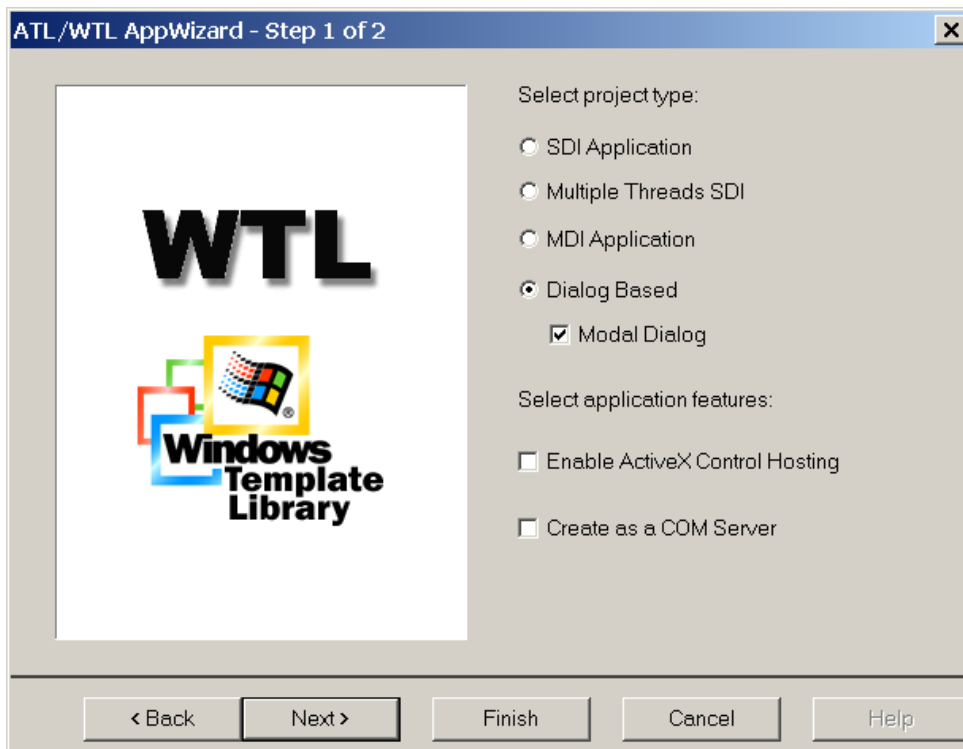 ATL/WTL AppWizard - Step 1 of 2
WTL
Windows
Template
Library
®
Select project type:
SDI Application
Multiple Threads SDI
MDI Application
Dialog Based
Modal Dialog
Select application features:
Enable ActiveX Control Hosting
Create as a COM Server
< Back
Next >
Finish
Cancel
Help